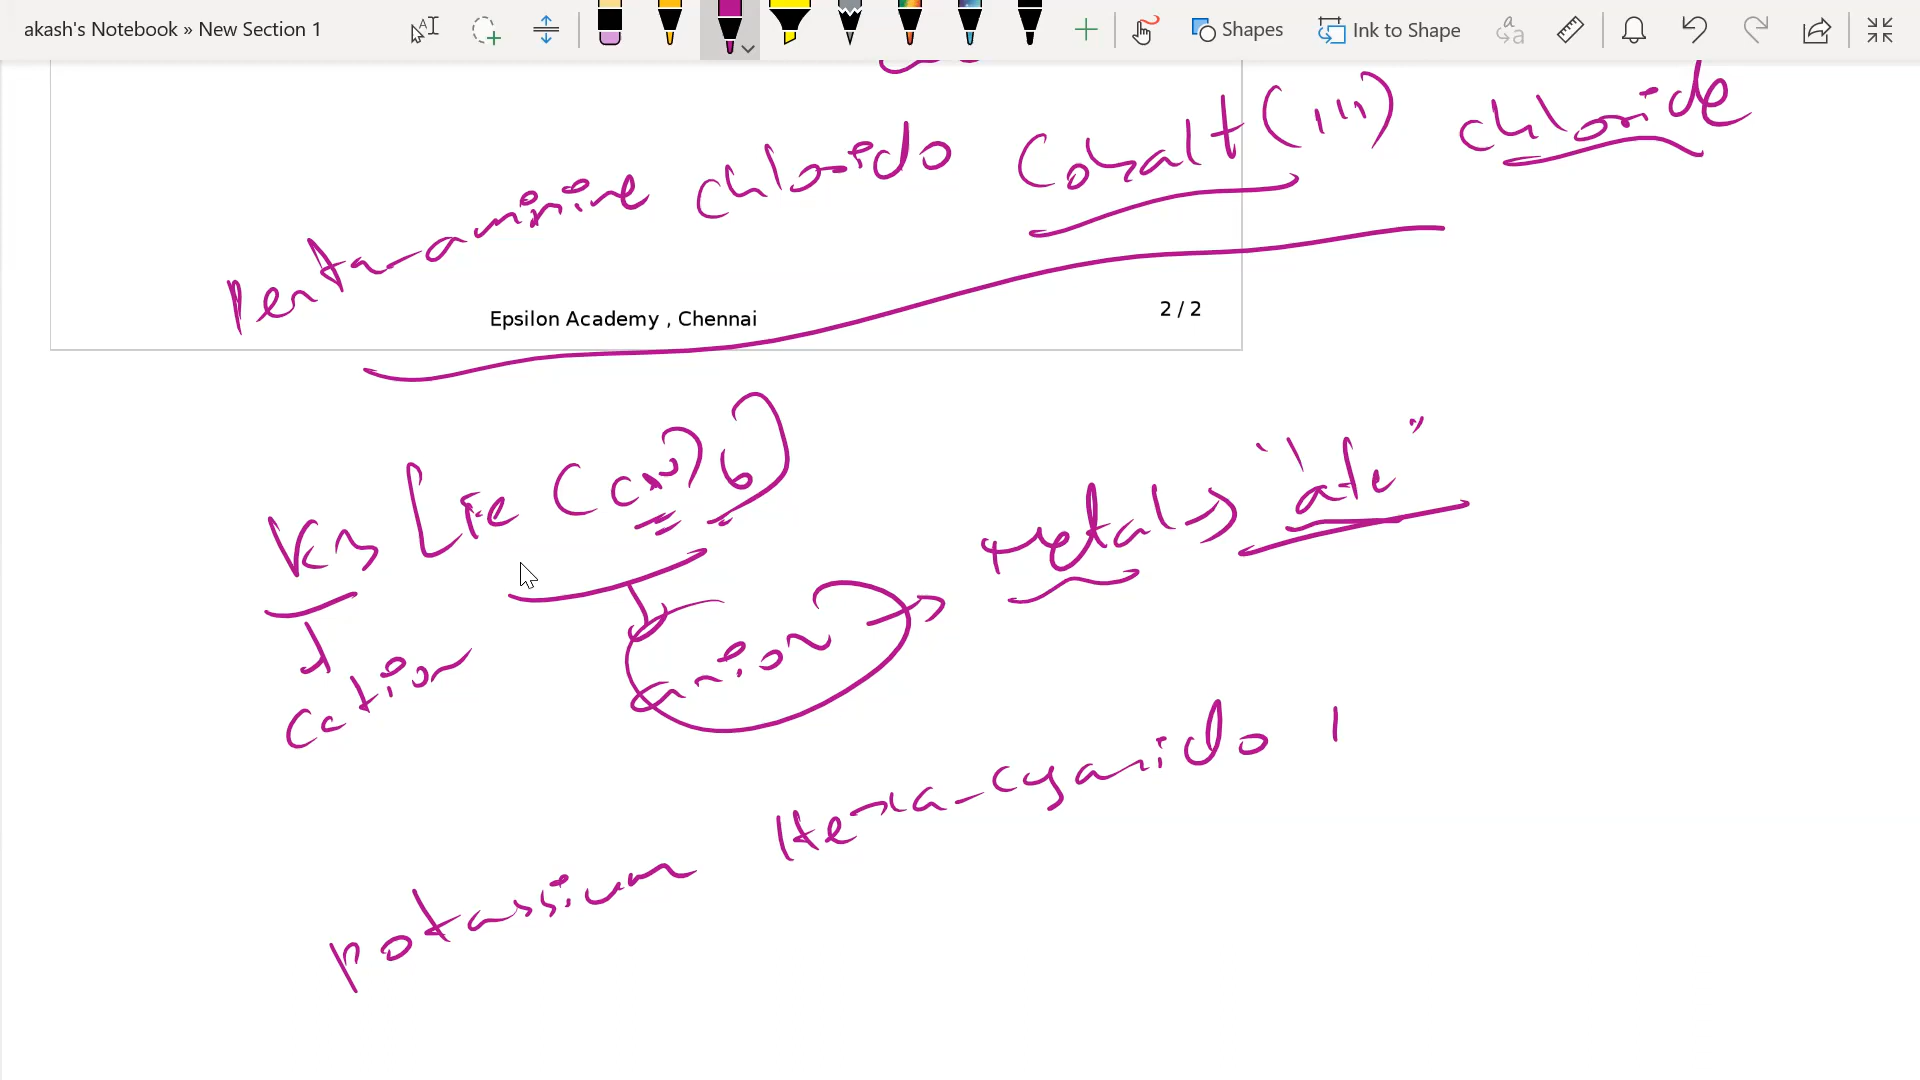 akash's Notebook » New Section 1
Shapes
Ink to Shape
penta-ammine chlorido Cobalt (III) chloride
Epsilon Academy , Chennai
2 / 2
K3 [Fe (CN)6]
metal → "ate"
Cation
anion →
potassium Hexa-cyanido